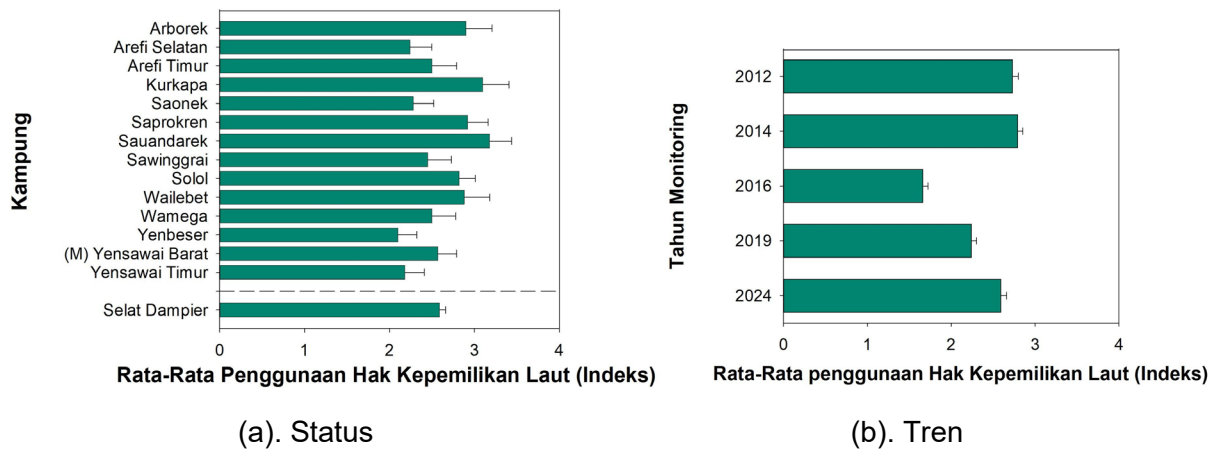 Kampung
Arborek
Arefi Selatan
Arefi Timur
Kurkapa
Saonek
Saprokren
Sauandarek
Sawinggrai
Solol
Wailebet
Wamega
Yenbeser
(M) Yensawai Barat
Yensawai Timur
Selat Dampier
0 1 2 3 4
Rata-Rata Penggunaan Hak Kepemilikan Laut (Indeks)
(a). Status
Tahun Monitoring
2012
2014
2016
2019
2024
0 1 2 3 4
Rata-Rata penggunaan Hak Kepemilikan Laut (Indeks)
(b). Tren